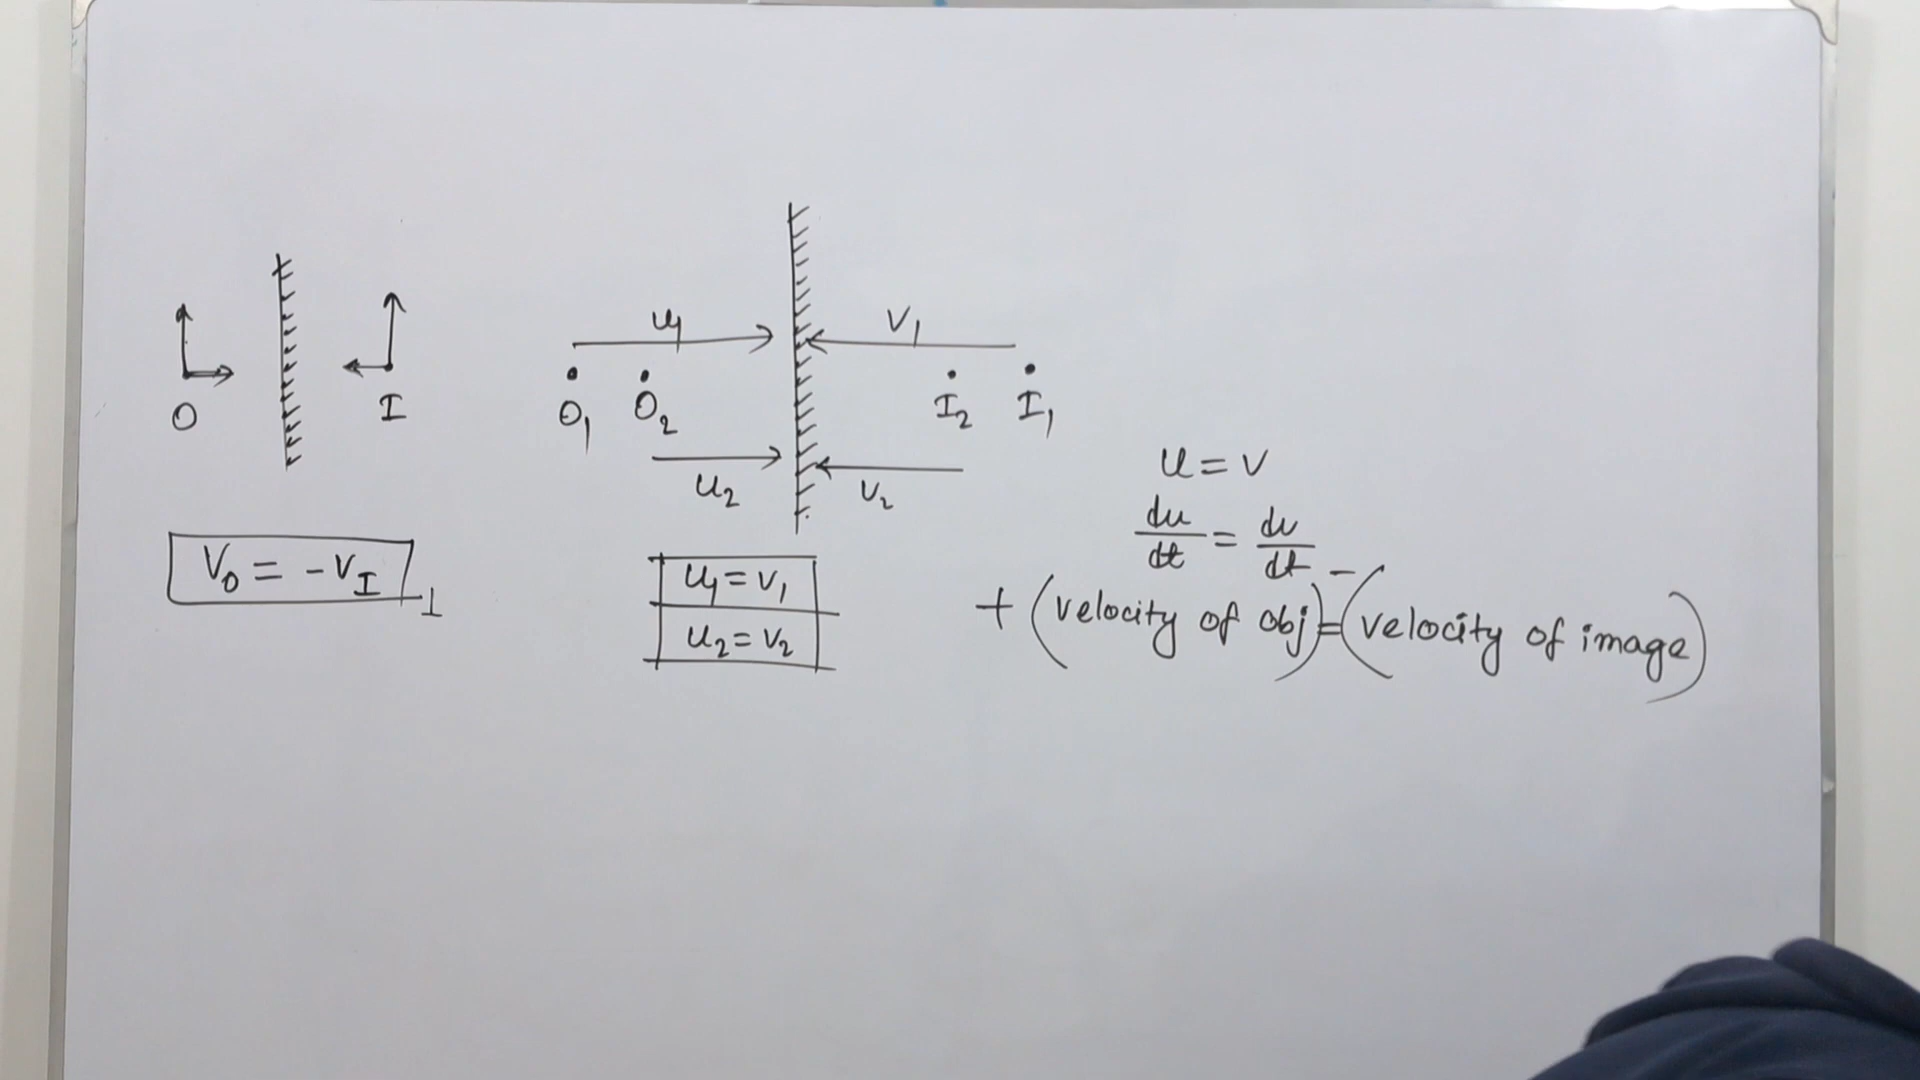 O I
V₀ = -V_I ⊥
u₁ V₁
O₁ O₂ I₂ I₁
u₂ V₂
u₁ = v₁
u₂ = v₂
u = v
du/dt = dv/dt
+ (velocity of obj) = - (velocity of image)